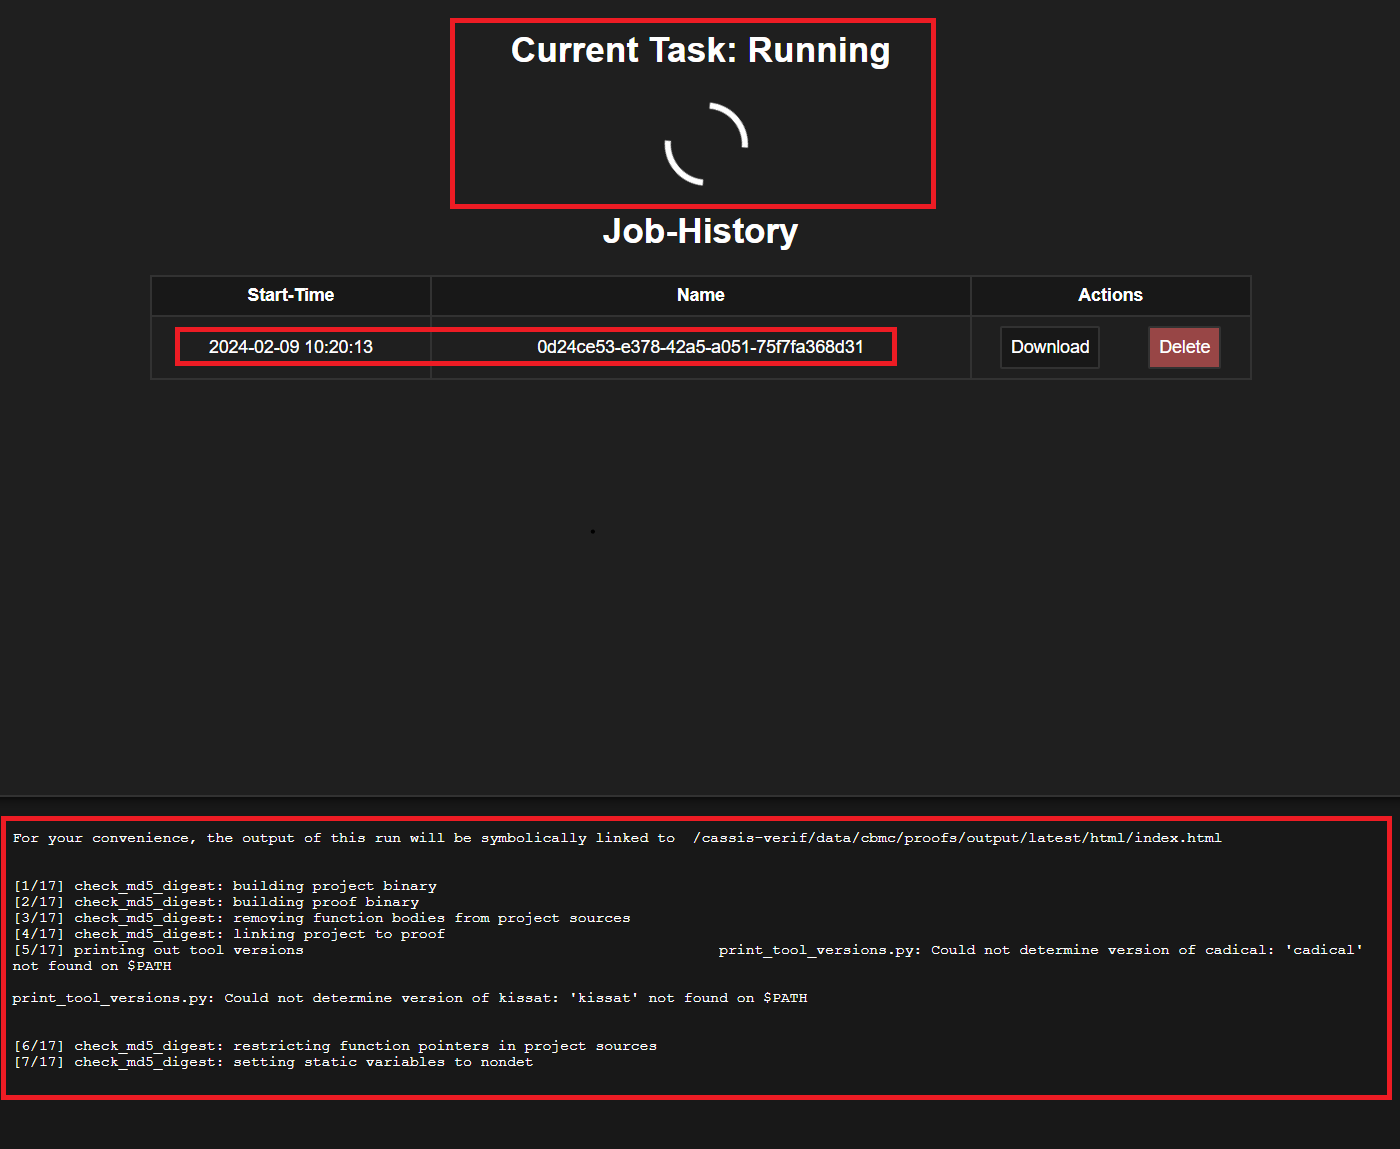 Current Task: Running
Job-History
Start-Time Name Actions
2024-02-09 10:20:13 0d24ce53-e378-42a5-a051-75f7fa368d31 Download Delete
For your convenience, the output of this run will be symbolically linked to  /cassis-verif/data/cbmc/proofs/output/latest/html/index.html
[1/17] check_md5_digest: building project binary
[2/17] check_md5_digest: building proof binary
[3/17] check_md5_digest: removing function bodies from project sources
[4/17] check_md5_digest: linking project to proof
[5/17] printing out tool versions print_tool_versions.py: Could not determine version of cadical: 'cadical'
not found on $PATH
print_tool_versions.py: Could not determine version of kissat: 'kissat' not found on $PATH
[6/17] check_md5_digest: restricting function pointers in project sources
[7/17] check_md5_digest: setting static variables to nondet